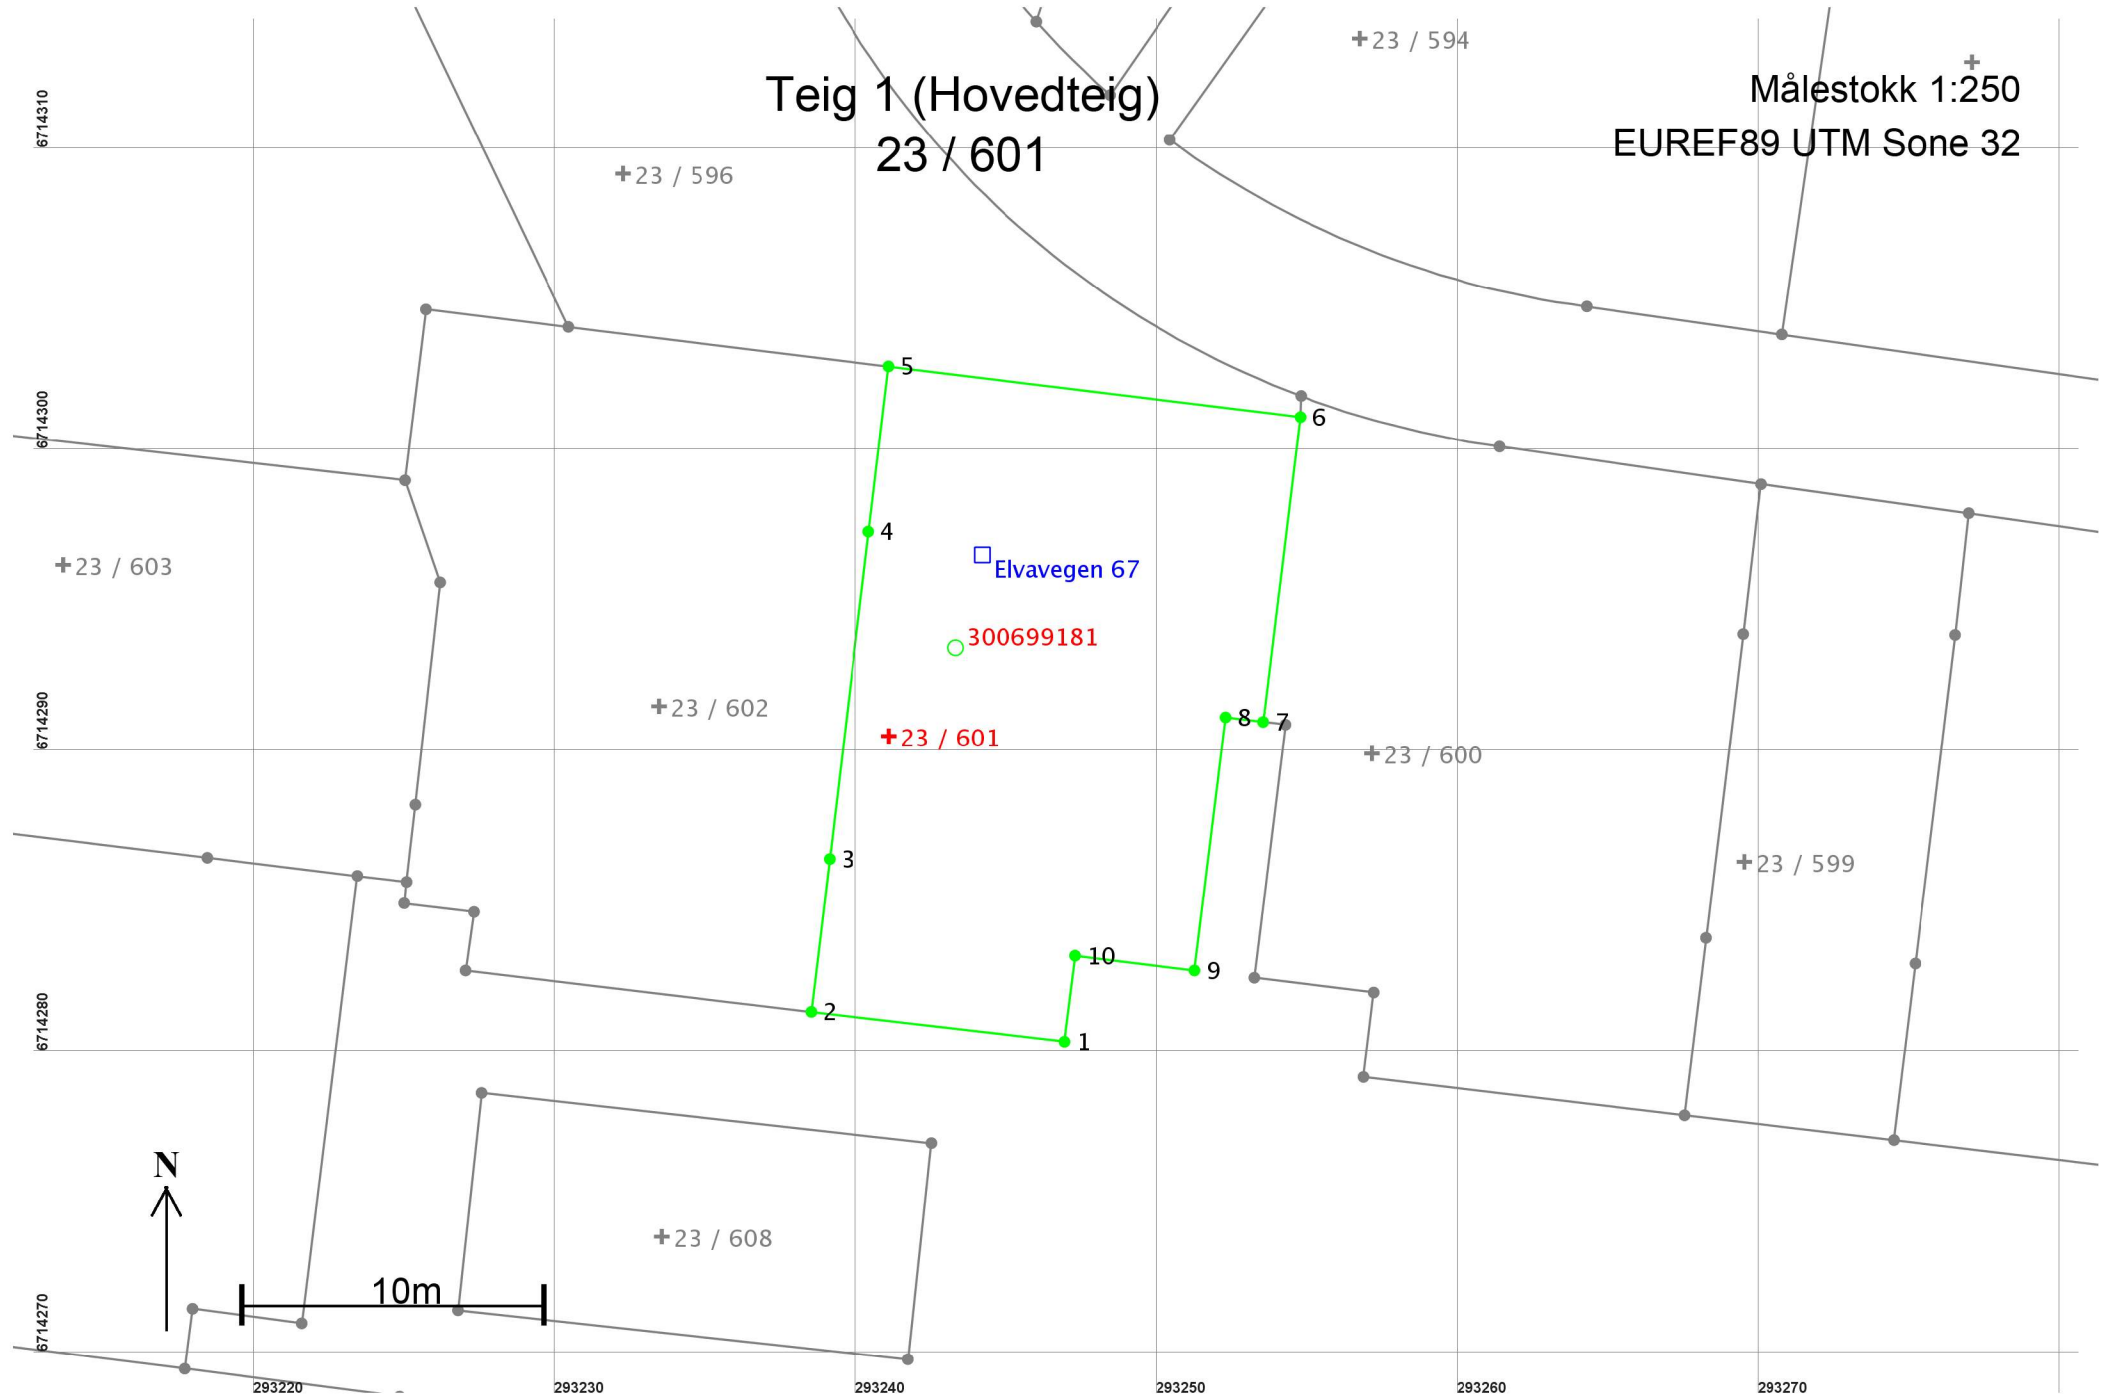 23 / 594
Teig 1 (Hovedteig)
23 / 601
Målestokk 1:250
EUREF89 UTM Sone 32
6714310
23 / 596
5
6
6714300
4
23 / 603
Elvavegen 67
300699181
23 / 602
23 / 601
8
7
6714290
23 / 600
3
23 / 599
10
9
2
1
6714280
N
23 / 608
10m
6714270
293220
293230
293240
293250
293260
293270